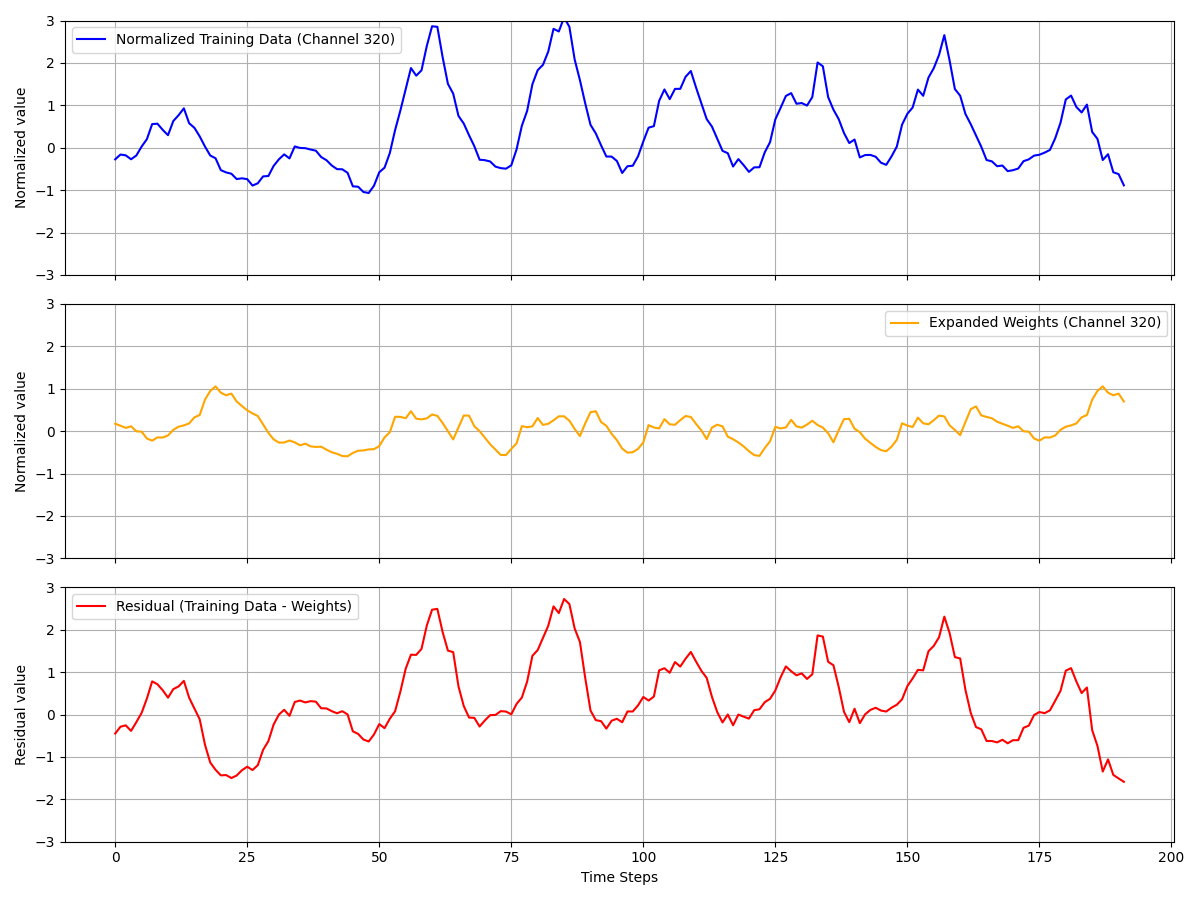 3
2
1
0
−1
−2
−3
Normalized value
Normalized Training Data (Channel 320)
3
2
1
0
−1
−2
−3
Normalized value
Expanded Weights (Channel 320)
3
2
1
0
−1
−2
−3
Residual value
Residual (Training Data - Weights)
0 25 50 75 100 125 150 175 200
Time Steps